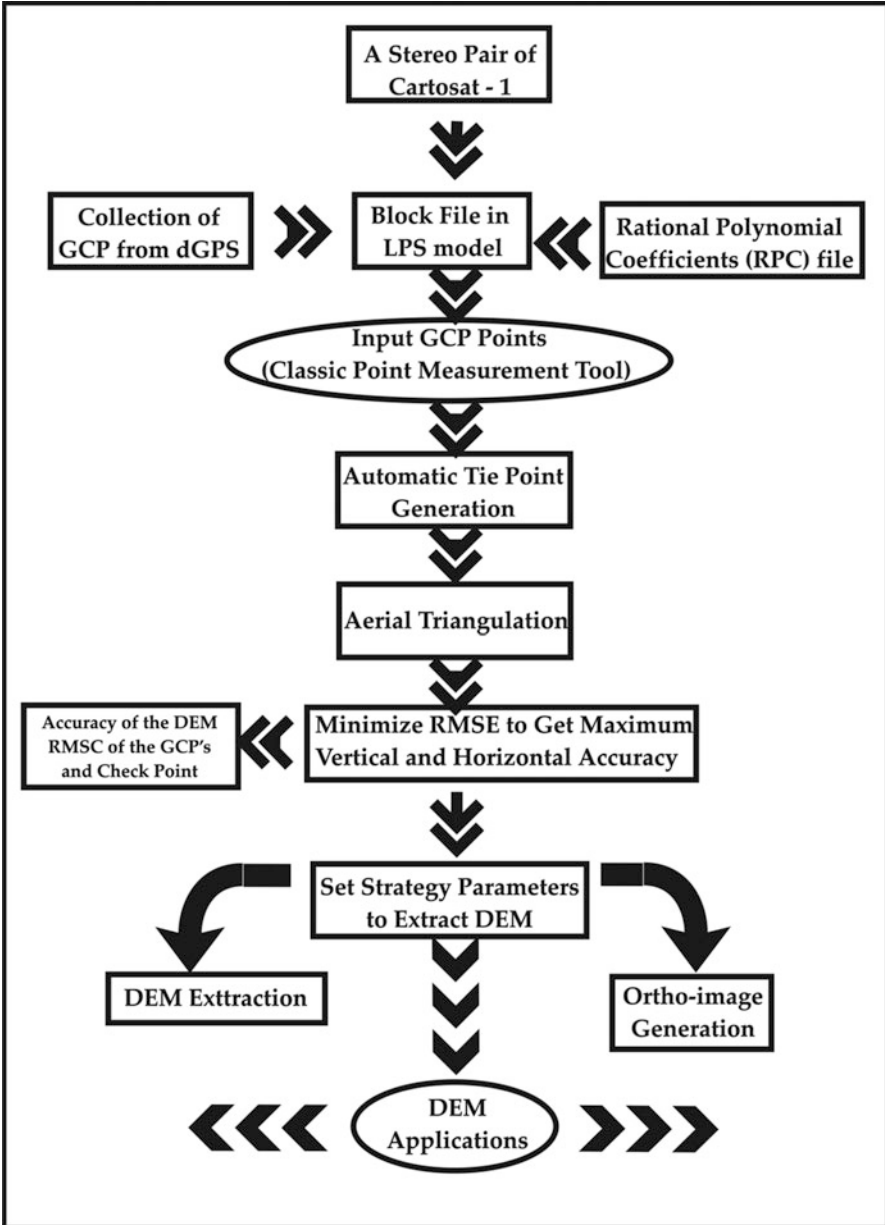 A Stereo Pair of
Cartosat - 1
Collection of
GCP from dGPS
Block File in
LPS model
Rational Polynomial
Coefficients (RPC) file
Input GCP Points
(Classic Point Measurement Tool)
Automatic Tie Point
Generation
Aerial Triangulation
Accuracy of the DEM
RMSC of the GCP's
and Check Point
Minimize RMSE to Get Maximum
Vertical and Horizontal Accuracy
Set Strategy Parameters
to Extract DEM
DEM Exttraction
Ortho-image
Generation
DEM
Applications